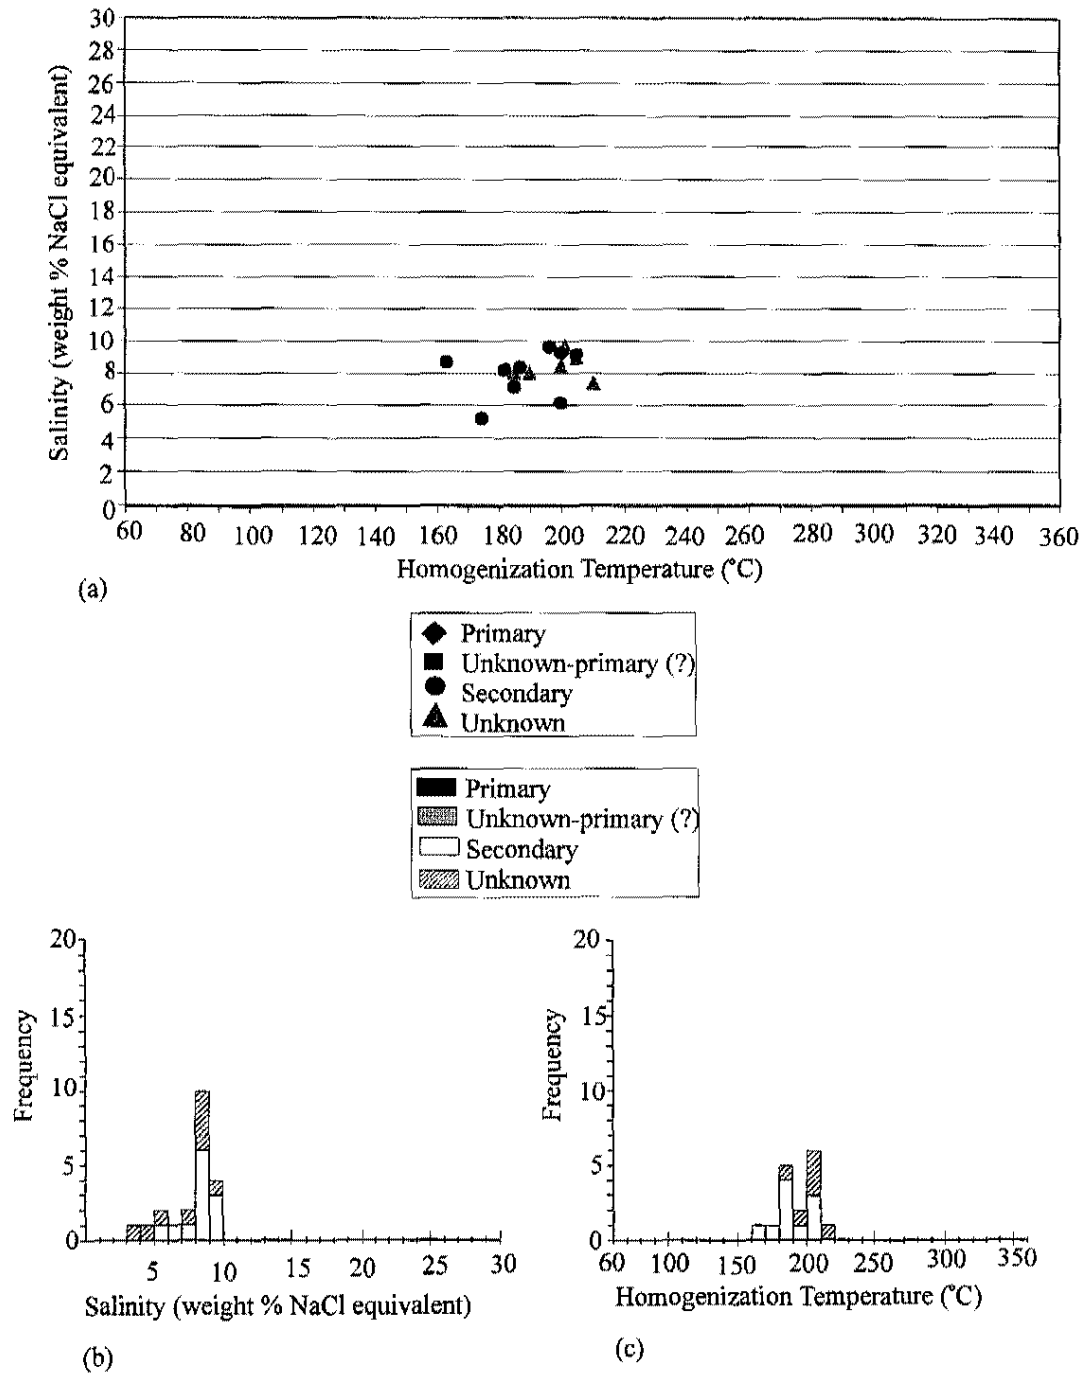 30
28
26
24
22
20
18
16
14
12
10
8
6
4
2
0
Salinity (weight % NaCl equivalent)
60 80 100 120 140 160 180 200 220 240 260 280 300 320 340 360
Homogenization Temperature (°C)
(a)
Primary
Unknown-primary (?)
Secondary
Unknown
Primary
Unknown-primary (?)
Secondary
Unknown
20
15
10
5
0
Frequency
5 10 15 20 25 30
Salinity (weight % NaCl equivalent)
(b)
20
15
10
5
0
Frequency
60 100 150 200 250 300 350
Homogenization Temperature (°C)
(c)